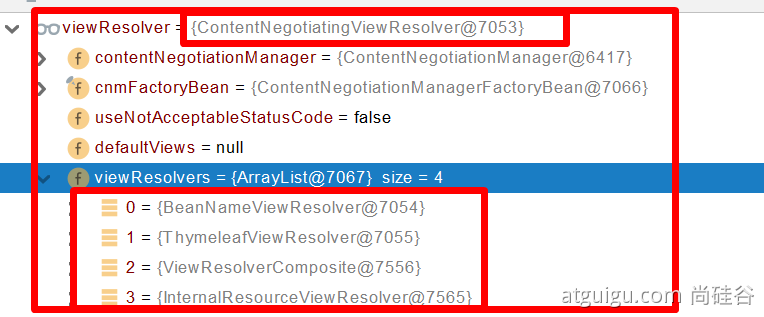 viewResolver = {ContentNegotiatingViewResolver@7053}
contentNegotiationManager = {ContentNegotiationManager@6417}
cnmFactoryBean = {ContentNegotiationManagerFactoryBean@7066}
useNotAcceptableStatusCode = false
defaultViews = null
viewResolvers = {ArrayList@7067} size = 4
0 = {BeanNameViewResolver@7054}
1 = {ThymeleafViewResolver@7055}
2 = {ViewResolverComposite@7556}
3 = {InternalResourceViewResolver@7565}
atguigu.com 尚硅谷